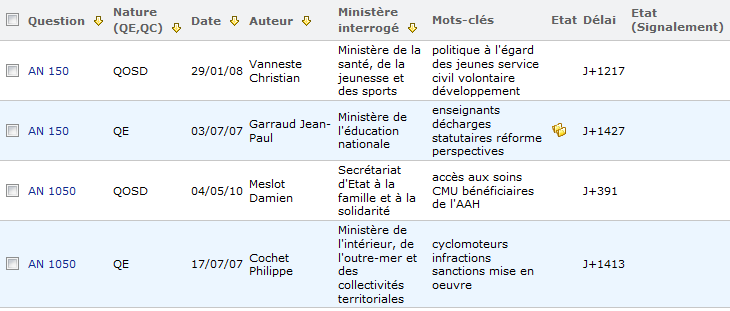 Question Nature (QE,QC) Date Auteur Ministère interrogé Mots-clés Etat Délai Etat (Signalement)
AN 150 QOSD 29/01/08 Vanneste Christian Ministère de la santé, de la jeunesse et des sports politique à l'égard des jeunes service civil volontaire développement J+1217
AN 150 QE 03/07/07 Garraud Jean-Paul Ministère de l'éducation nationale enseignants décharges statutaires réforme perspectives J+1427
AN 1050 QOSD 04/05/10 Meslot Damien Secrétariat d'Etat à la famille et à la solidarité accès aux soins CMU bénéficiaires de l'AAH J+391
AN 1050 QE 17/07/07 Cochet Philippe Ministère de l'intérieur, de l'outre-mer et des collectivités territoriales cyclomoteurs infractions sanctions mise en oeuvre J+1413